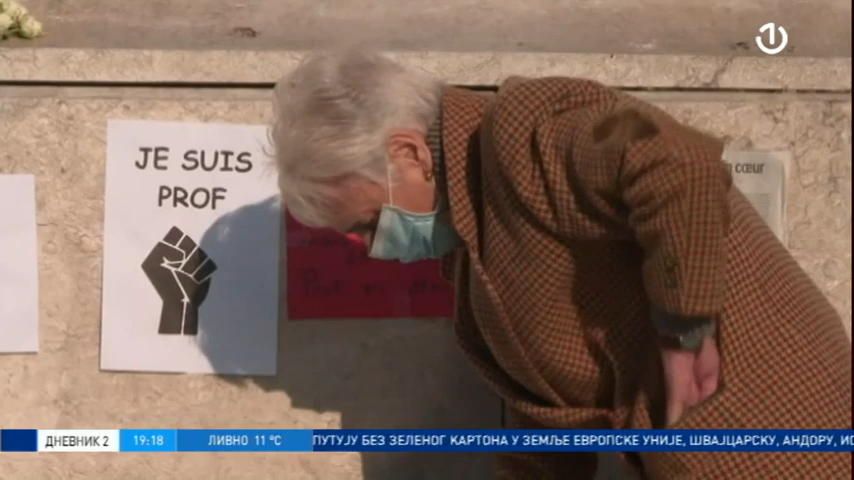 JE SUIS
PROF
n cœur
ДНЕВНИК 2
19:18
ЛИВНО 11 °C
ПУТУЈУ БЕЗ ЗЕЛЕНОГ КАРТОНА У ЗЕМЉЕ ЕВРОПСКЕ УНИЈЕ, ШВАЈЦАРСКУ, АНДОРУ, ИС